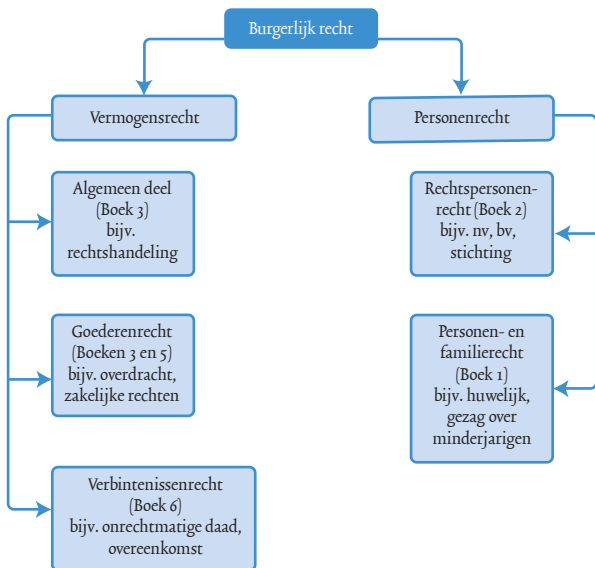 Burgerlijk recht
Vermogensrecht
Personenrecht
Algemeen deel
(Boek 3)
bijv.
rechtshandeling
Rechtspersonen-
recht (Boek 2)
bijv. nv, bv,
stichting
Goederenrecht
(Boeken 3 en 5)
bijv. overdracht,
zakelijke rechten
Personen- en
familierecht
(Boek 1)
bijv. huwelijk,
gezag over
minderjarigen
Verbintenissenrecht
(Boek 6)
bijv. onrechtmatige daad,
overeenkomst